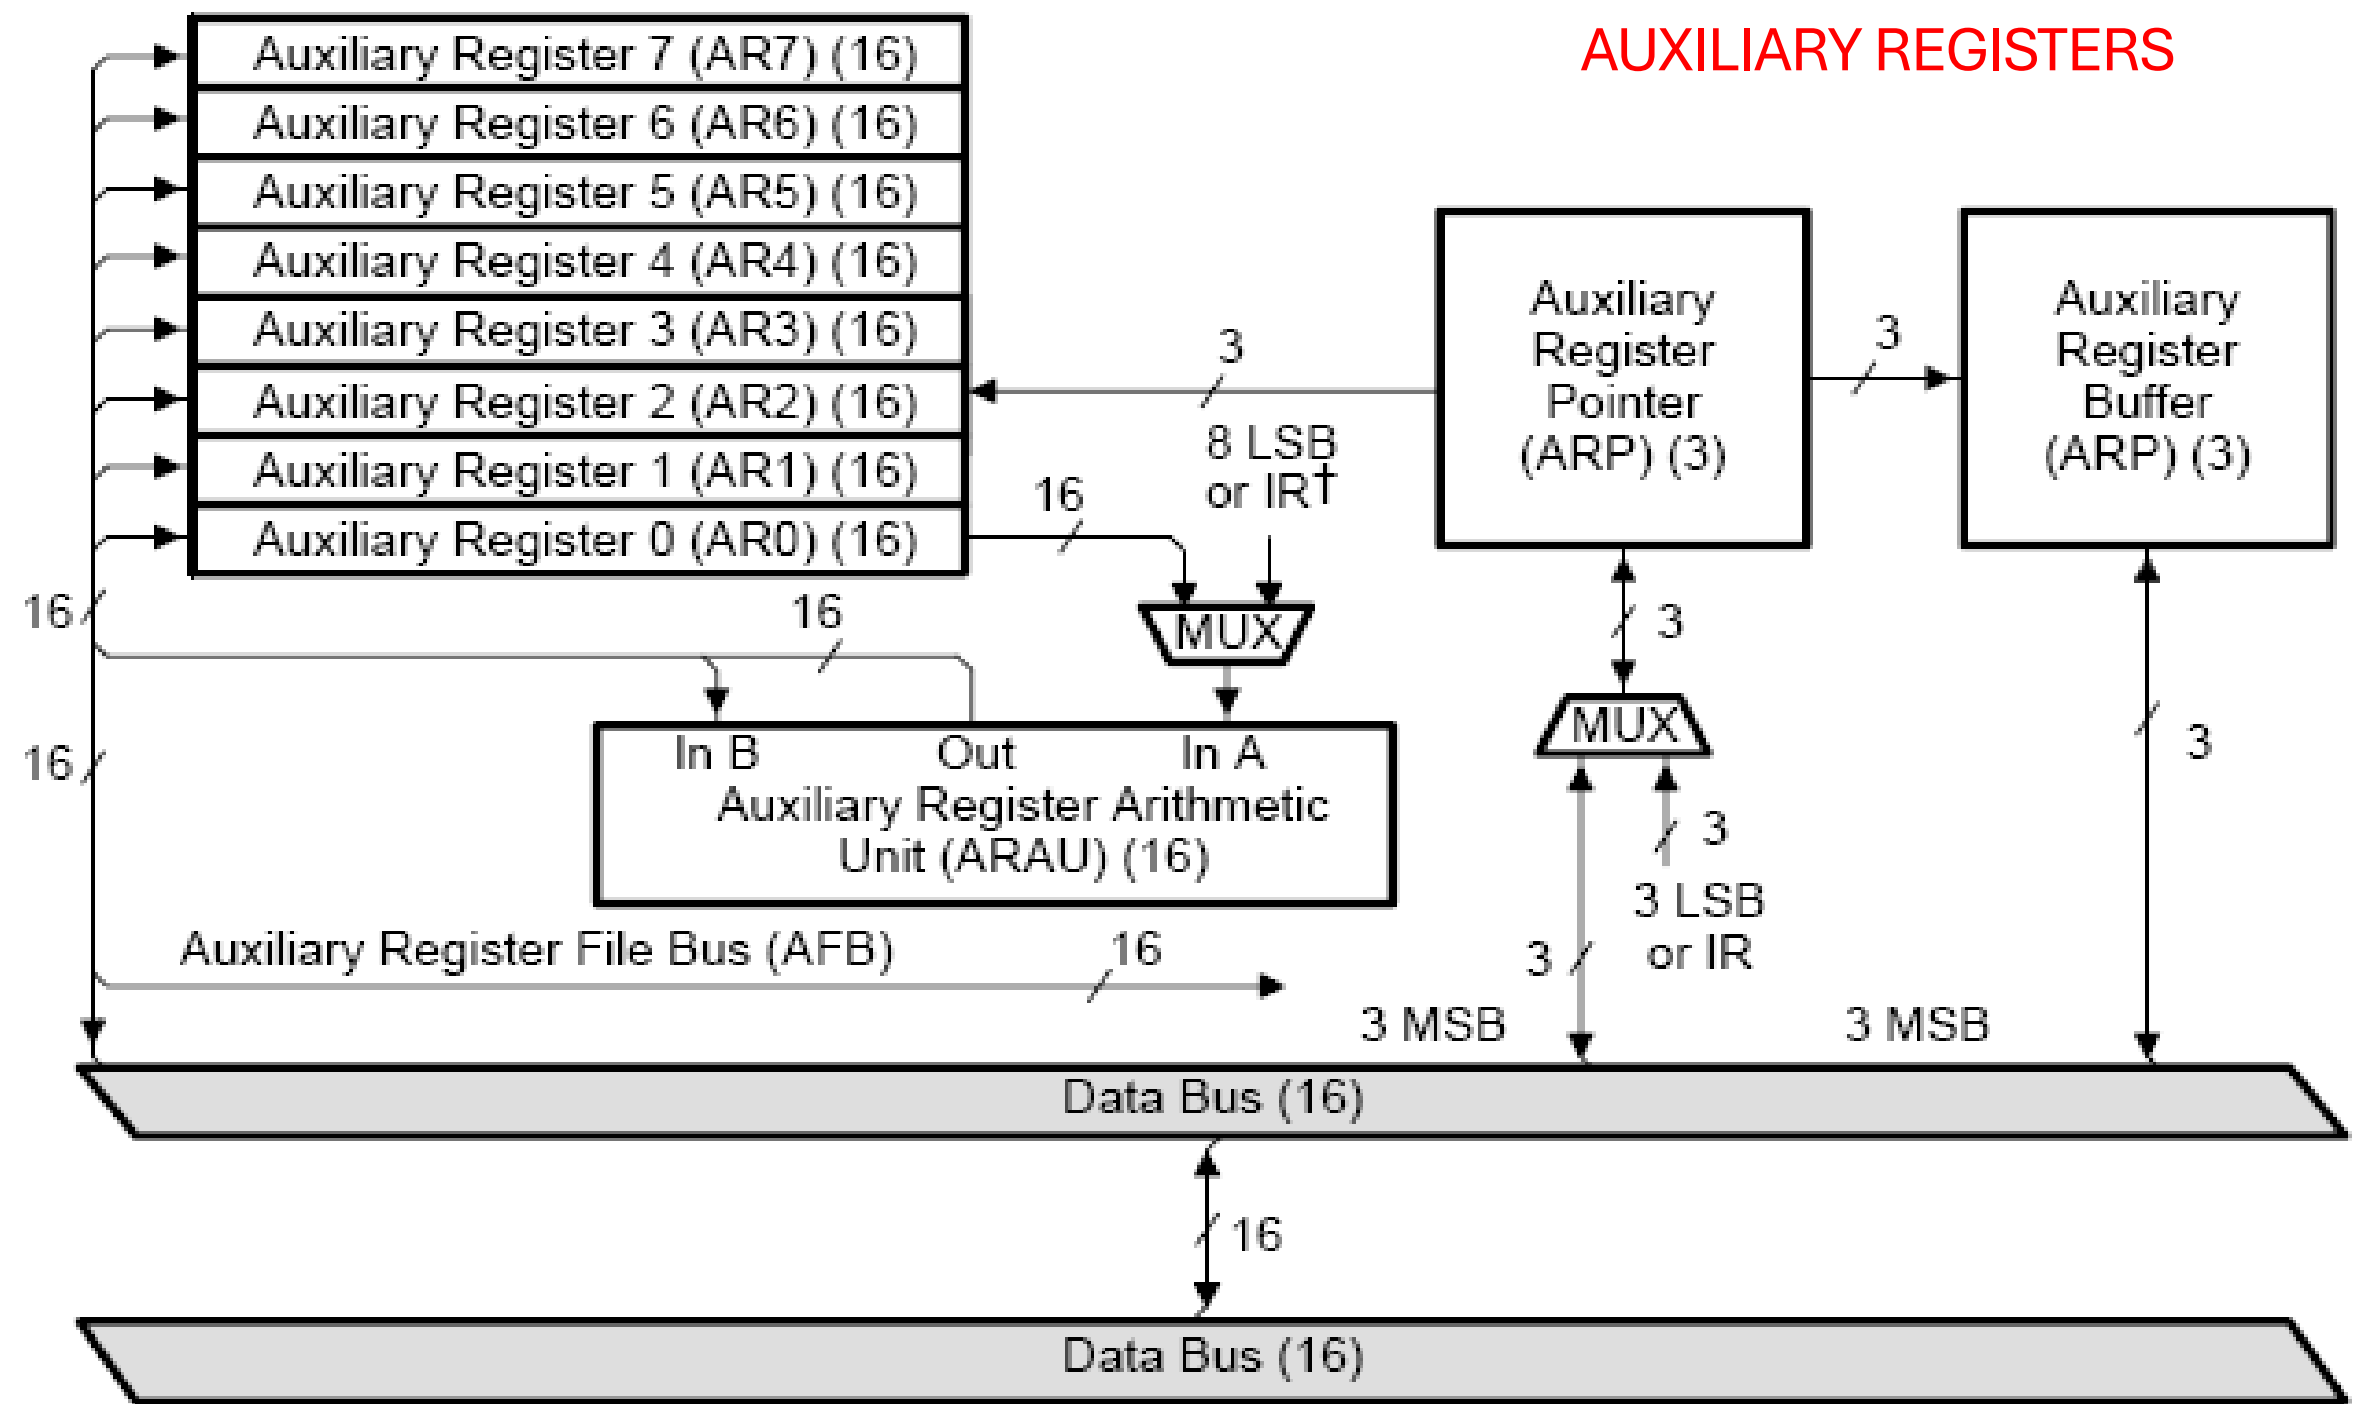 AUXILIARY REGISTERS
Auxiliary Register 7 (AR7) (16)
Auxiliary Register 6 (AR6) (16)
Auxiliary Register 5 (AR5) (16)
Auxiliary Register 4 (AR4) (16)
Auxiliary Register 3 (AR3) (16)
Auxiliary Register 2 (AR2) (16)
Auxiliary Register 1 (AR1) (16)
Auxiliary Register 0 (AR0) (16)
3
8 LSB
or IR†
16
Auxiliary
Register
Pointer
(ARP) (3)
3
Auxiliary
Register
Buffer
(ARP) (3)
16
16
MUX
3
16
In B
Out
In A
Auxiliary Register Arithmetic
Unit (ARAU) (16)
MUX
3
3
3 LSB
or IR
3
Auxiliary Register File Bus (AFB)
16
3 MSB
3 MSB
Data Bus (16)
16
Data Bus (16)